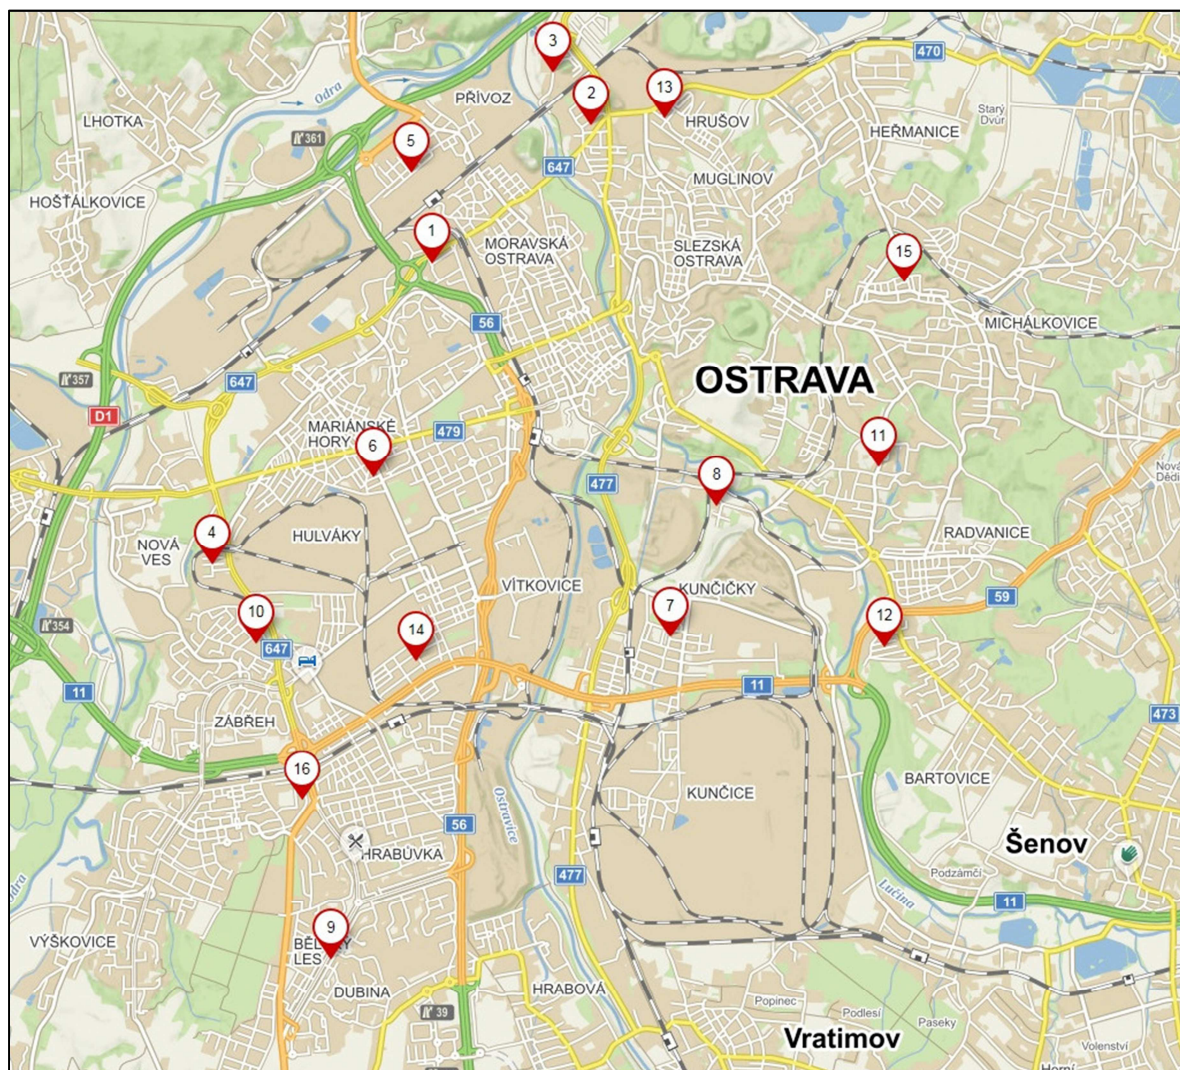 3
470
PŘÍVOZ
2
13
Odra
LHOTKA
HRUŠOV
Starý
Dvůr
HEŘMANICE
361
5
647
MUGLINOV
HOŠŤÁLKOVICE
1
MORAVSKÁ
OSTRAVA
SLEZSKÁ
OSTRAVA
15
56
MICHÁLKOVICE
357
647
OSTRAVA
D1
MARIÁNSKÉ
HORY
479
6
11
8
477
Nová
4
NOVÁ
VES
HULVÁKY
RADVANICE
VÍTKOVICE
KUNČIČKY
59
10
7
12
354
14
647
11
11
473
ZÁBŘEH
16
BARTOVICE
KUNČICE
Ostravice
56
Šenov
HRABŮVKA
Podzámčí
477
Lučina
11
9
VÝŠKOVICE
LES
DUBINA
HRABOVÁ
39
Popinec
Podlesí
Paseky
Vratimov
Volenství
Horní